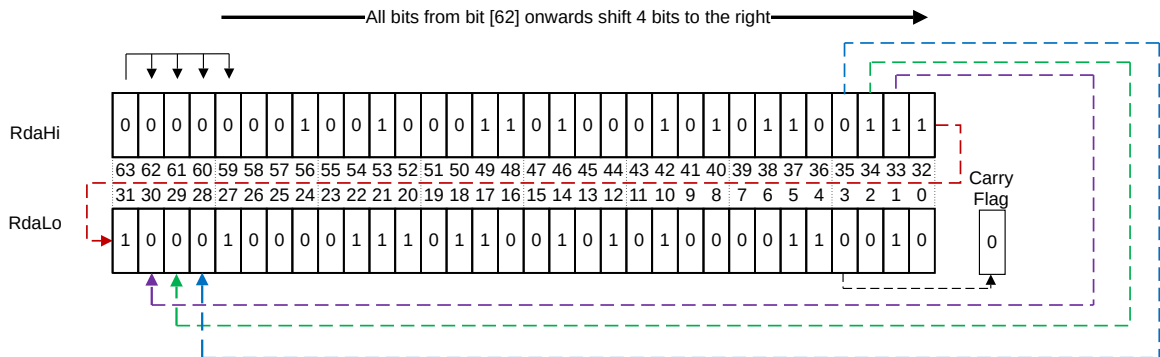 All bits from bit [62] onwards shift 4 bits to the right
RdaHi
0 0 0 0 0 0 0 1 0 0 1 0 0 0 1 1 0 1 0 0 0 1 0 1 0 1 1 0 0 1 1 1
63 62 61 60 59 58 57 56 55 54 53 52 51 50 49 48 47 46 45 44 43 42 41 40 39 38 37 36 35 34 33 32
31 30 29 28 27 26 25 24 23 22 21 20 19 18 17 16 15 14 13 12 11 10 9 8 7 6 5 4 3 2 1 0
Carry
Flag
RdaLo
1 0 0 0 1 0 0 0 0 1 1 1 0 1 1 0 0 1 0 1 0 1 0 0 0 0 1 1 0 0 1 0
0